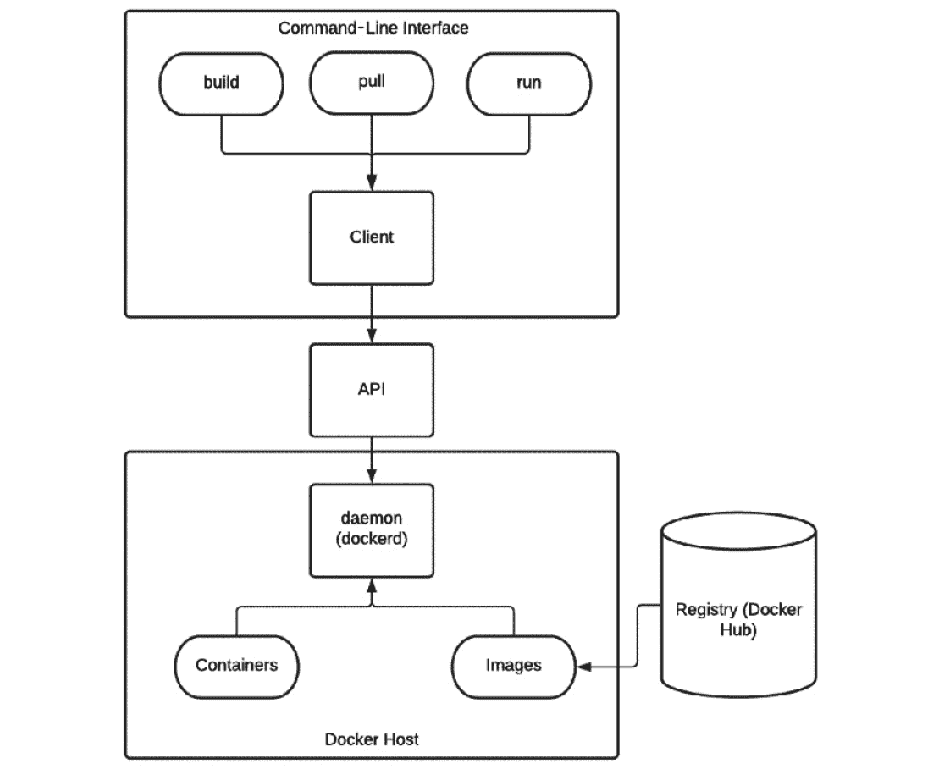 Command-Line Interface
build
pull
run
Client
API
daemon
(dockerd)
Containers
Images
Registry (Docker
Hub)
Docker Host